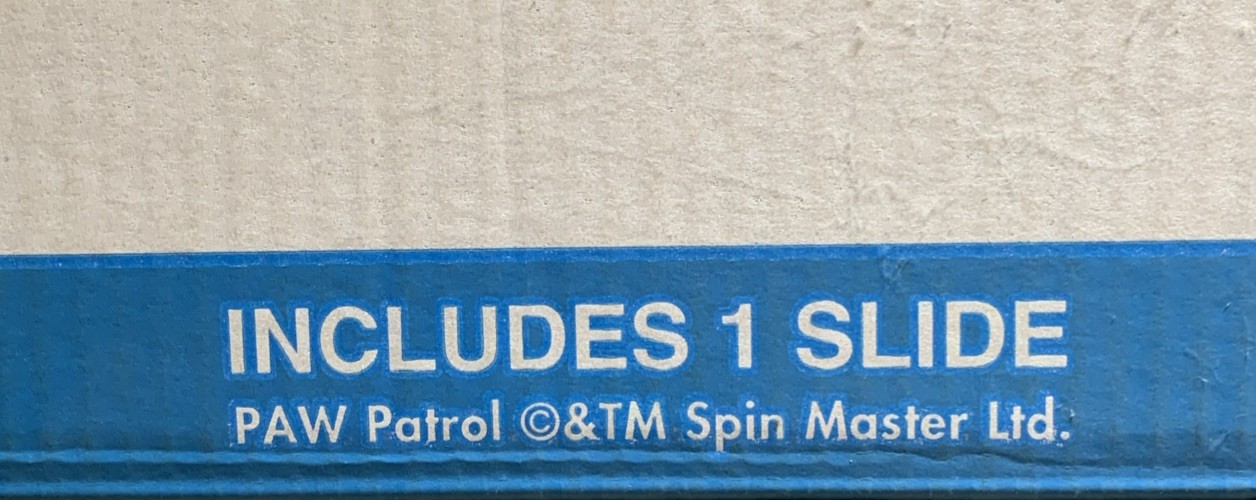 INCLUDES 1 SLIDE
PAW Patrol ©&TM Spin Master Ltd.